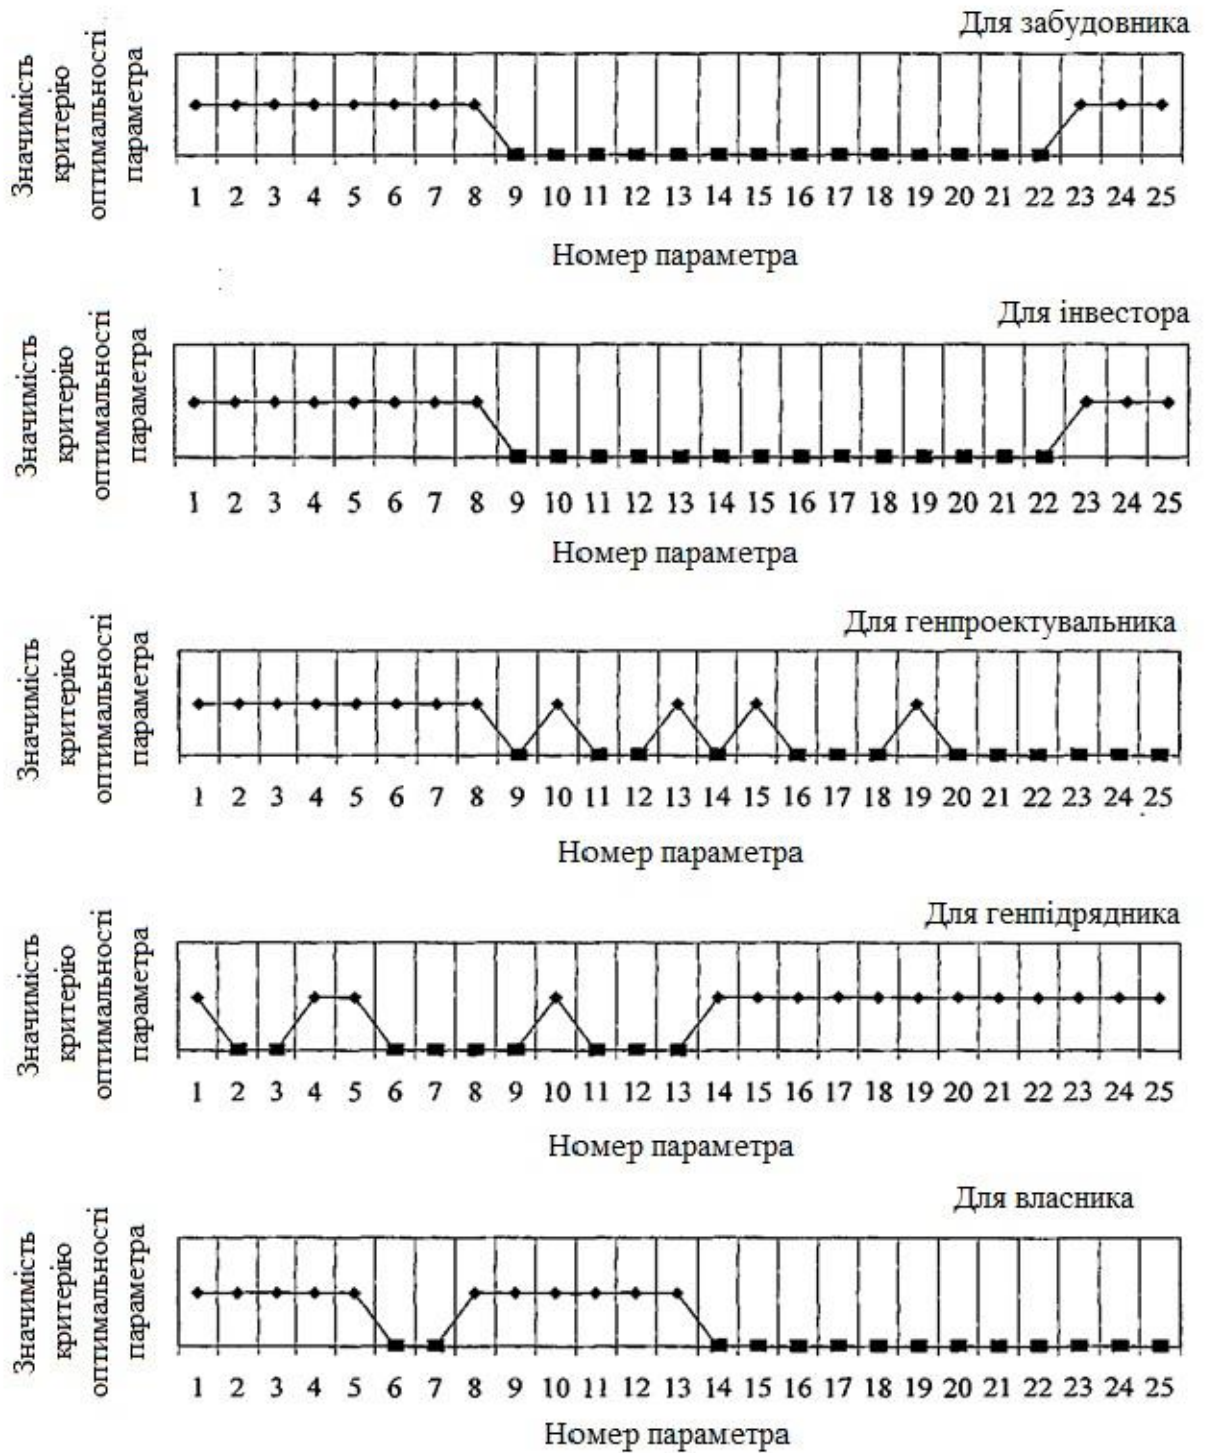 Для забудовника
Значимість
критерію
оптимальності
параметра
1 2 3 4 5 6 7 8 9 10 11 12 13 14 15 16 17 18 19 20 21 22 23 24 25
Номер параметра
Для інвестора
Значимість
критерію
оптимальності
параметра
1 2 3 4 5 6 7 8 9 10 11 12 13 14 15 16 17 18 19 20 21 22 23 24 25
Номер параметра
Для генпроектувальника
Значимість
критерію
оптимальності
параметра
1 2 3 4 5 6 7 8 9 10 11 12 13 14 15 16 17 18 19 20 21 22 23 24 25
Номер параметра
Для генпідрядника
Значимість
критерію
оптимальності
параметра
1 2 3 4 5 6 7 8 9 10 11 12 13 14 15 16 17 18 19 20 21 22 23 24 25
Номер параметра
Для власника
Значимість
критерію
оптимальності
параметра
1 2 3 4 5 6 7 8 9 10 11 12 13 14 15 16 17 18 19 20 21 22 23 24 25
Номер параметра